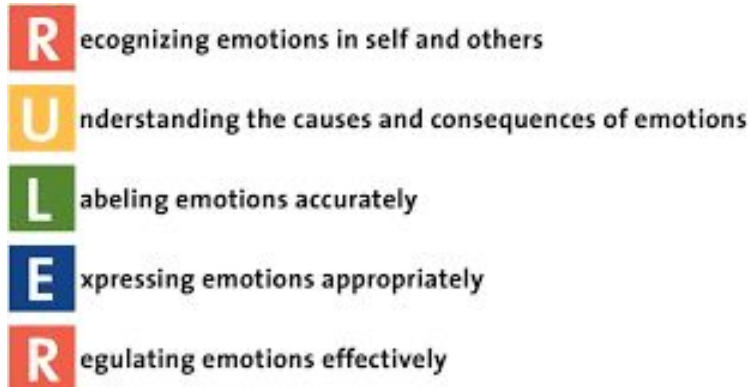 Recognizing emotions in self and others
Understanding the causes and consequences of emotions
Labeling emotions accurately
Expressing emotions appropriately
Regulating emotions effectively